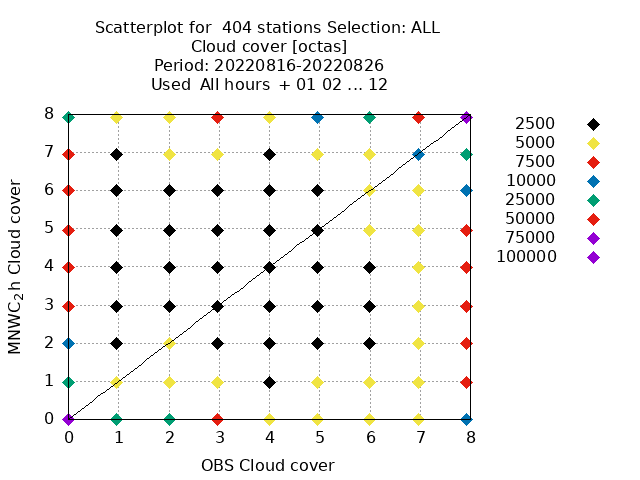 Scatterplot for  404 stations Selection: ALL
Cloud cover [octas]
Period: 20220816-20220826
Used  All hours  + 01 02 ... 12
8
7
6
5
4
3
2
1
0
0 1 2 3 4 5 6 7 8
MNWC_2h Cloud cover
OBS Cloud cover
2500
5000
7500
10000
25000
50000
75000
100000